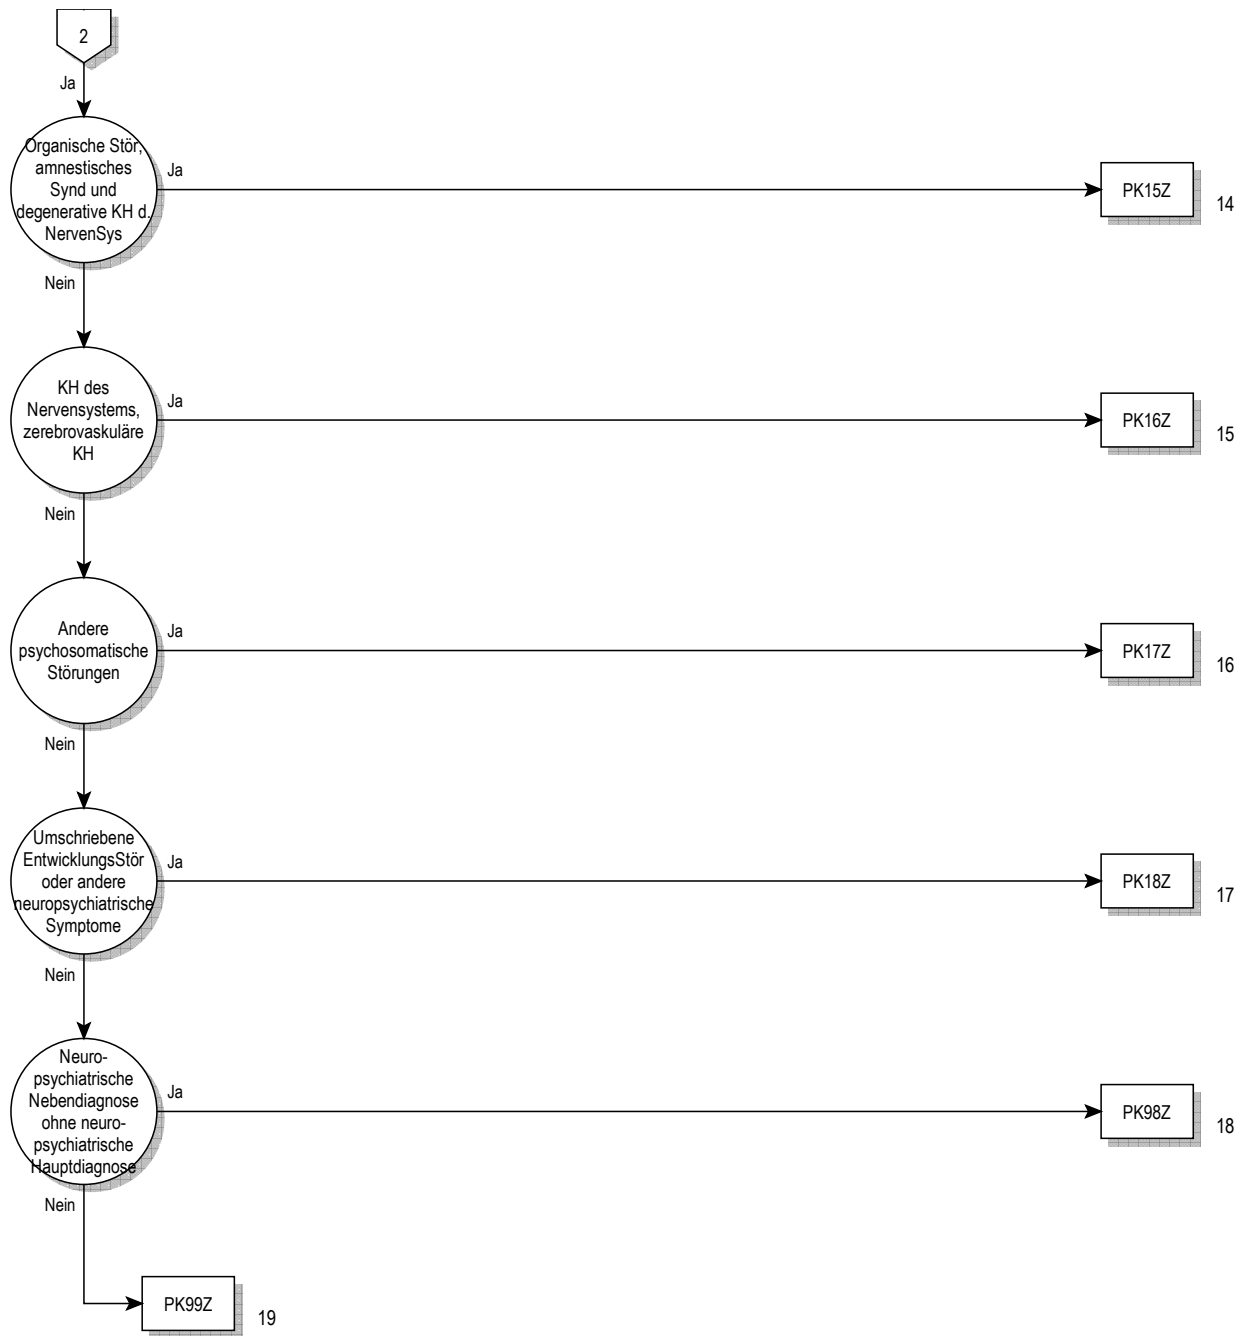 2
Ja
Organische Stör,
amnestisches
Synd und
degenerative KH d.
NervenSys
Ja
PK15Z
14
Nein
KH des
Nervensystems,
zerebrovaskuläre
KH
Ja
PK16Z
15
Nein
Andere
psychosomatische
Störungen
Ja
PK17Z
16
Nein
Umschriebene
EntwicklungsStör
oder andere
neuropsychiatrische
Symptome
Ja
PK18Z
17
Nein
Neuro-
psychiatrische
Nebendiagnose
ohne neuro-
psychiatrische
Hauptdiagnose
Ja
PK98Z
18
Nein
PK99Z
19